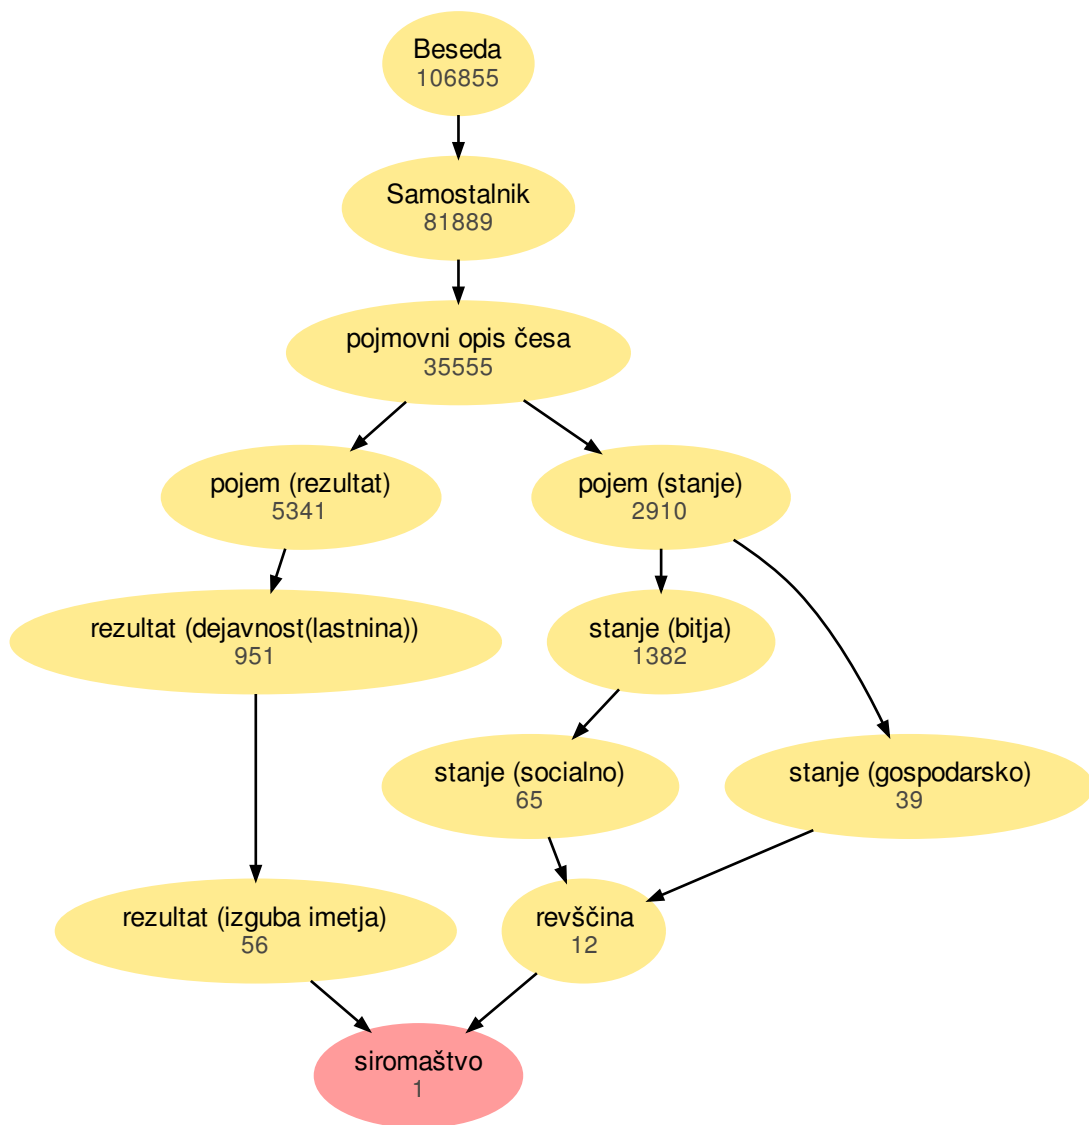 Beseda
106855
Samostalnik
81889
pojmovni opis česa
35555
pojem (rezultat)
5341
pojem (stanje)
2910
rezultat (dejavnost(lastnina))
951
stanje (bitja)
1382
stanje (socialno)
65
stanje (gospodarsko)
39
rezultat (izguba imetja)
56
revščina
12
siromaštvo
1